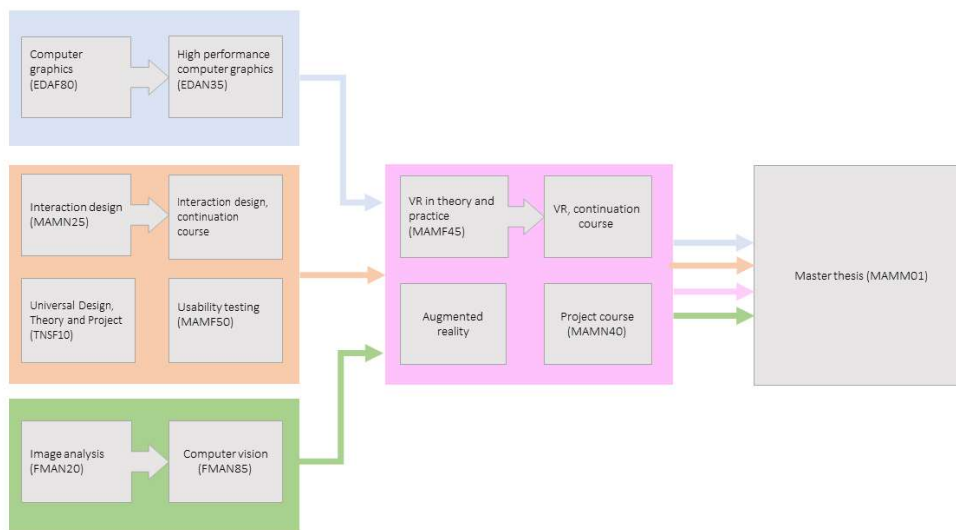 Computer
graphics
(EDAF80)
High performance
computer graphics
(EDAN35)
Interaction design
(MAMN25)
Interaction design,
continuation
course
Universal Design,
Theory and Project
(TNSF10)
Usability testing
(MAMF50)
Image analysis
(FMAN20)
Computer vision
(FMAN85)
VR in theory and
practice
(MAMF45)
VR, continuation
course
Augmented
reality
Project course
(MAMN40)
Master thesis (MAMM01)